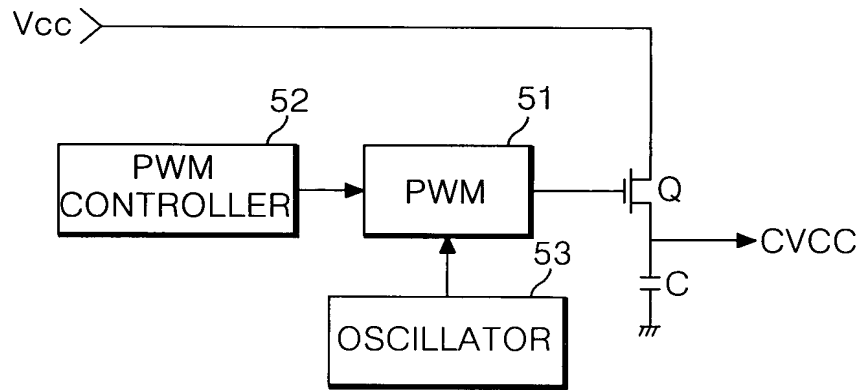 Vcc
52
51
PWM
CONTROLLER
PWM
Q
CVCC
53
C
OSCILLATOR